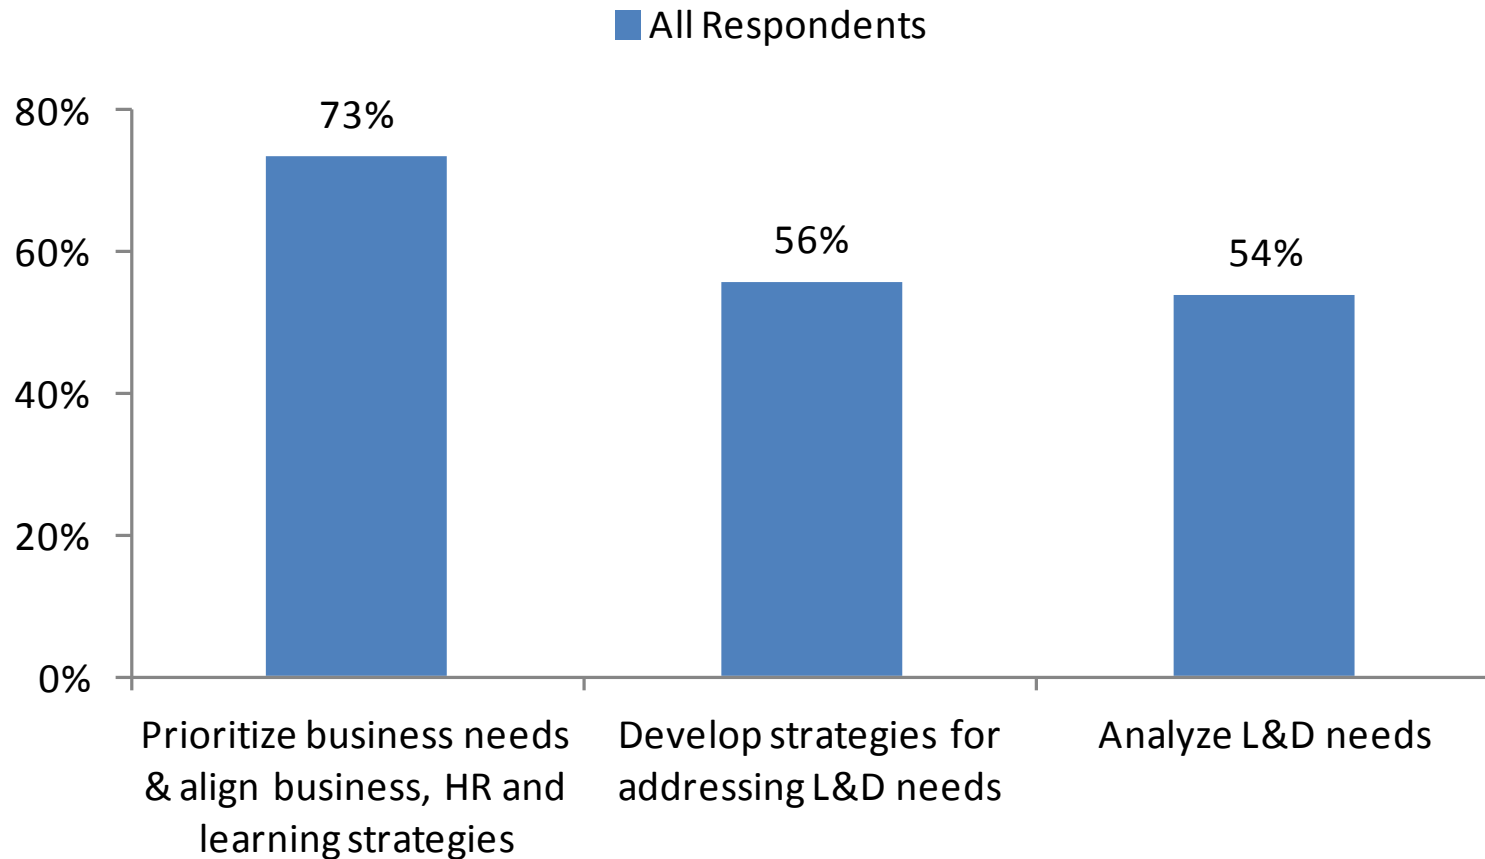 All Respondents
80%
73%
60%
56%
54%
40%
20%
0%
Prioritize business needs
& align business, HR and
learning strategies
Develop strategies for
addressing L&D needs
Analyze L&D needs